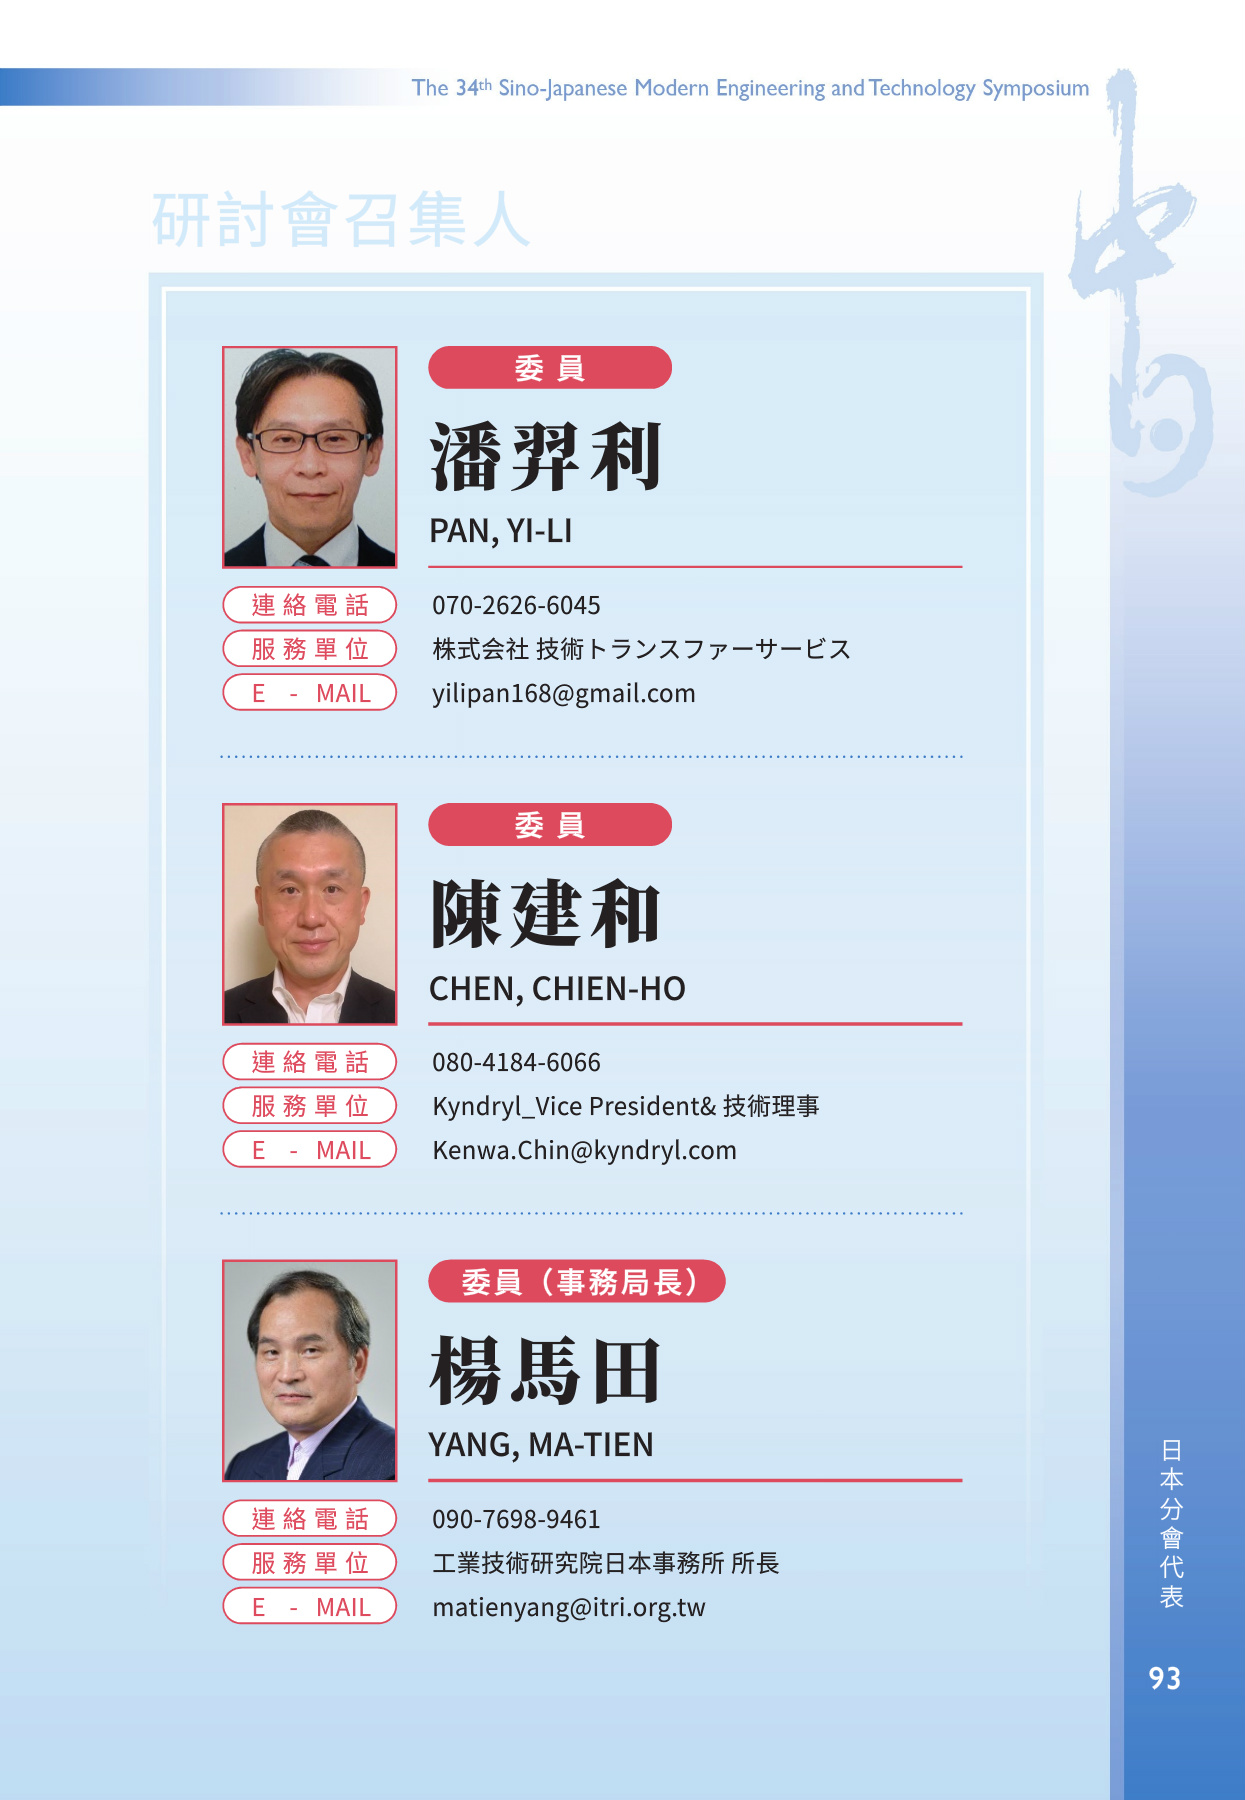 The 34th Sino-Japanese Modern Engineering and Technology Symposium
研討會召集人
委員
潘羿利
PAN, YI-LI
連絡電話 070-2626-6045
服務單位 株式会社 技術トランスファーサービス
E - MAIL yilipan168@gmail.com
委員
陳建和
CHEN, CHIEN-HO
連絡電話 080-4184-6066
服務單位 Kyndryl_Vice President& 技術理事
E - MAIL Kenwa.Chin@kyndryl.com
委員（事務局長）
楊馬田
YANG, MA-TIEN
連絡電話 090-7698-9461
服務單位 工業技術研究院日本事務所 所長
E - MAIL matienyang@itri.org.tw
日本分會代表
93